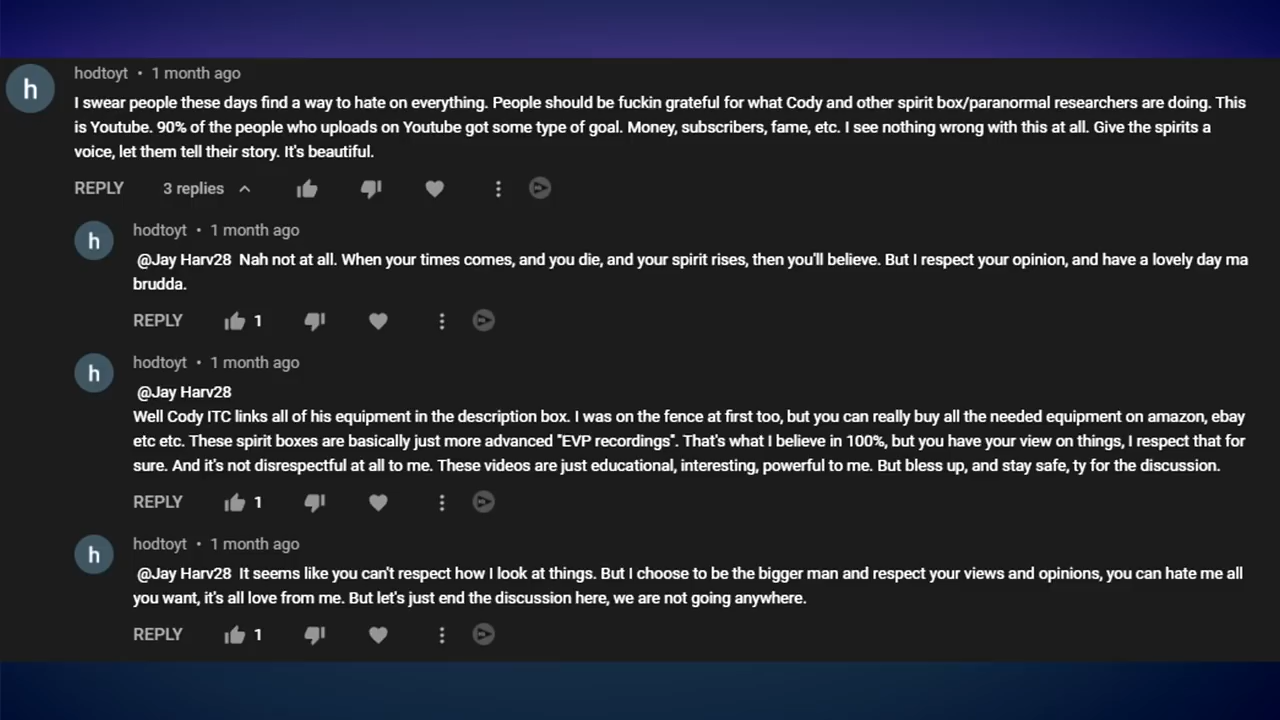 h
hodtoyt • 1 month ago
I swear people these days find a way to hate on everything. People should be fuckin grateful for what Cody and other spirit box/paranormal researchers are doing. This
is Youtube. 90% of the people who uploads on Youtube got some type of goal. Money, subscribers, fame, etc. I see nothing wrong with this at all. Give the spirits a
voice, let them tell their story. It's beautiful.
REPLY 3 replies
h
hodtoyt • 1 month ago
@Jay Harv28 Nah not at all. When your times comes, and you die, and your spirit rises, then you'll believe. But I respect your opinion, and have a lovely day ma
brudda.
REPLY 1
h
hodtoyt • 1 month ago
@Jay Harv28
Well Cody ITC links all of his equipment in the description box. I was on the fence at first too, but you can really buy all the needed equipment on amazon, ebay
etc etc. These spirit boxes are basically just more advanced "EVP recordings". That's what I believe in 100%, but you have your view on things, I respect that for
sure. And it's not disrespectful at all to me. These videos are just educational, interesting, powerful to me. But bless up, and stay safe, ty for the discussion.
REPLY 1
h
hodtoyt • 1 month ago
@Jay Harv28 It seems like you can't respect how I look at things. But I choose to be the bigger man and respect your views and opinions, you can hate me all
you want, it's all love from me. But let's just end the discussion here, we are not going anywhere.
REPLY 1